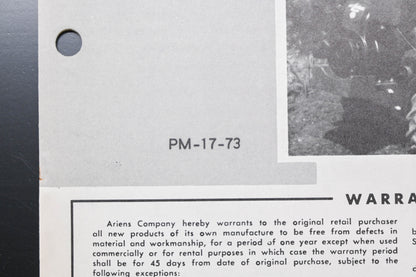 PM-17-73
WARRA
Ariens Company hereby warrants to the original retail purchaser
all new products of its own manufacture to be free from defects in
material and workmanship, for a period of one year except when used
commercially or for rental purposes in which case the warranty period
shall be for 45 days from date of original purchase, subject to the
following exceptions: